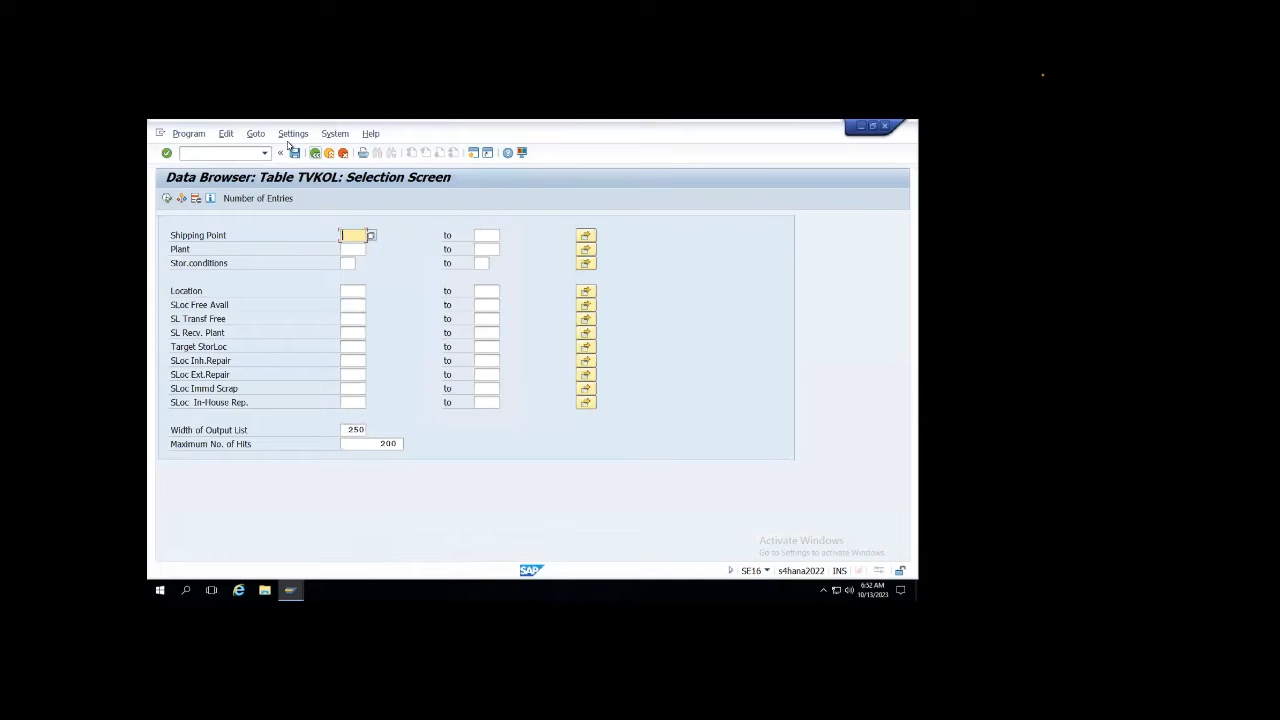 Program Edit Goto Settings System Help
«
Data Browser: Table TVKOL: Selection Screen
Number of Entries
Shipping Point to
Plant to
Stor.conditions to
Location to
SLoc Free Avail to
SL Transf Free to
SL Recv. Plant to
Target StorLoc to
SLoc Inh.Repair to
SLoc Ext.Repair to
SLoc Immd Scrap to
SLoc In-House Rep. to
Width of Output List 250
Maximum No. of Hits 200
Activate Windows
Go to Settings to activate Windows.
SAP SE16 s4hana2022 INS
6:52 AM
10/13/2023